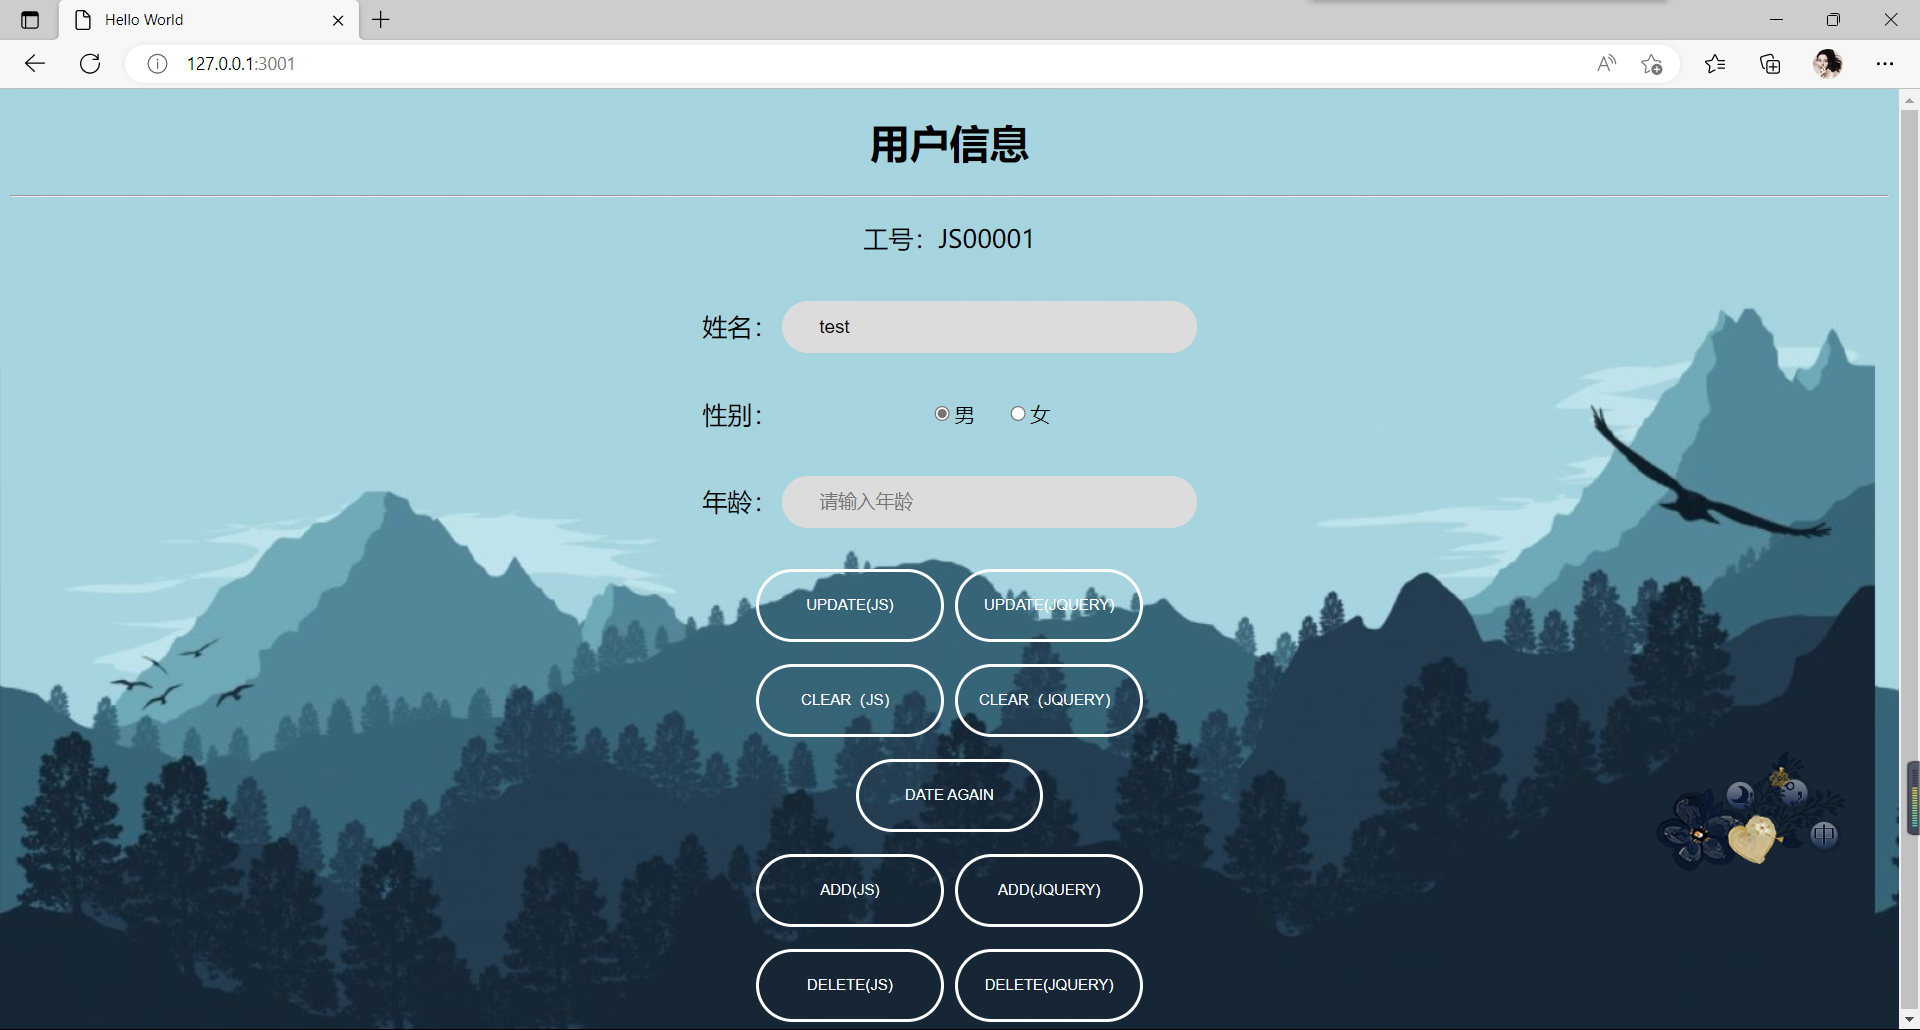 Hello World
127.0.0.1:3001
用户信息
工号：JS00001
姓名： test
性别： 男 女
年龄： 请输入年龄
UPDATE(JS) UPDATE(JQUERY)
CLEAR（JS） CLEAR（JQUERY）
DATE AGAIN
中
ADD(JS) ADD(JQUERY)
DELETE(JS) DELETE(JQUERY)